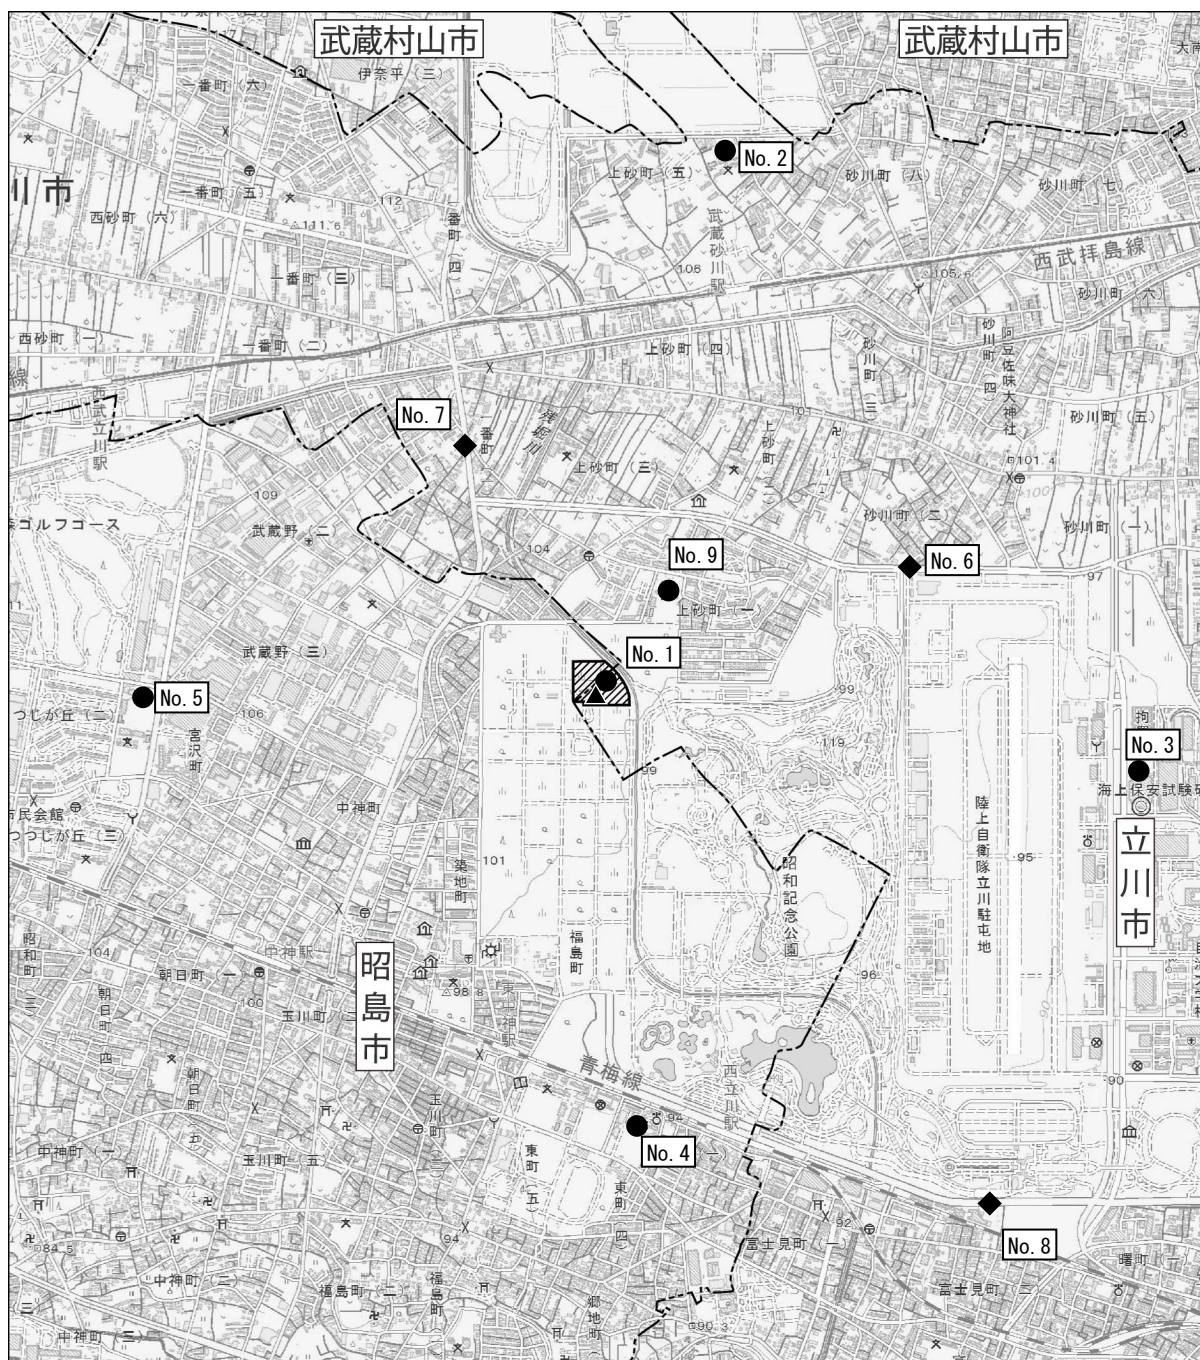 武蔵村山市
武蔵村山市
伊奈平（三）
一番町（六）
No. 2
上砂町（五）
砂川町（八）
砂川町（七）
川市
一番町（五）
西砂町（六）
112
111.6
一番町（四）
武蔵砂川駅
西武拝島線
一番町（三）
108
105.6
砂川町（六）
西砂町（一）
一番町（二）
上砂町（四）
砂川町（三）
砂川町（四）
阿豆佐味天神社
西武立川駅
No. 7
残堀川
101
砂川町（五）
上砂町（三）
101.4
109
ゴルフコース
武蔵野（二）
104
砂川町（二）
砂川町（一）
No. 9
No. 6
97
上砂町（一）
武蔵野（三）
No. 1
99
No. 5
つじが丘（二）
106
宮沢町
119
No. 3
海上保安試験研
99
中神町
市民会館
つつじが丘（三）
陸上自衛隊立川駐屯地
立川市
101
築地町
95
昭和記念公園
昭和町
福島町
104
中神駅
昭島市
朝日町（一）
96
98.8
100
東中神駅
朝日町（四）
玉川町
青梅線
西立川駅
90
朝日町（五）
玉川町（三）
94
No. 4
中神町（一）
玉川町（五）
東町（五）
東町（四）
92
No. 8
84.5
94
富士見町（一）
曙町（一）
中神町（二）
福島町（二）
福島町
富士見町（二）
郷地町
90.3
中神町（三）